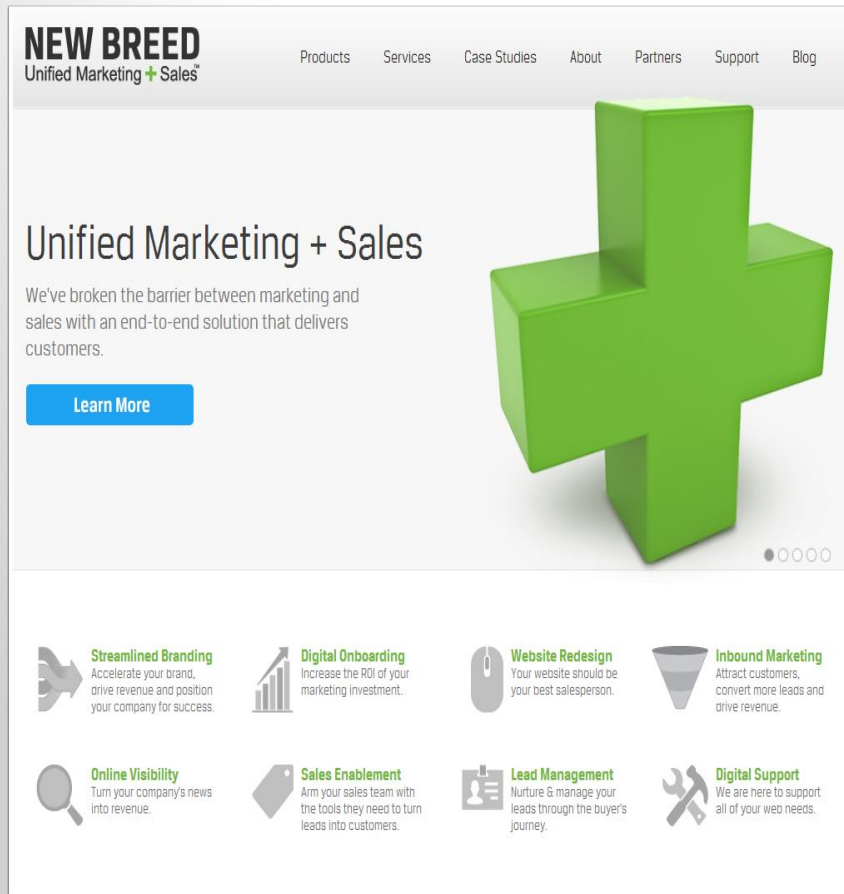 NEW BREED
Unified Marketing + Sales™
Products Services Case Studies About Partners Support Blog
Unified Marketing + Sales
We've broken the barrier between marketing and
sales with an end-to-end solution that delivers
customers.
Learn More
Streamlined Branding
Accelerate your brand,
drive revenue and position
your company for success.
Digital Onboarding
Increase the ROI of your
marketing investment.
Website Redesign
Your website should be
your best salesperson.
Inbound Marketing
Attract customers,
convert more leads and
drive revenue.
Online Visibility
Turn your company's news
into revenue.
Sales Enablement
Arm your sales team with
the tools they need to turn
leads into customers.
Lead Management
Nurture & manage your
leads through the buyer's
journey.
Digital Support
We are here to support
all of your web needs.